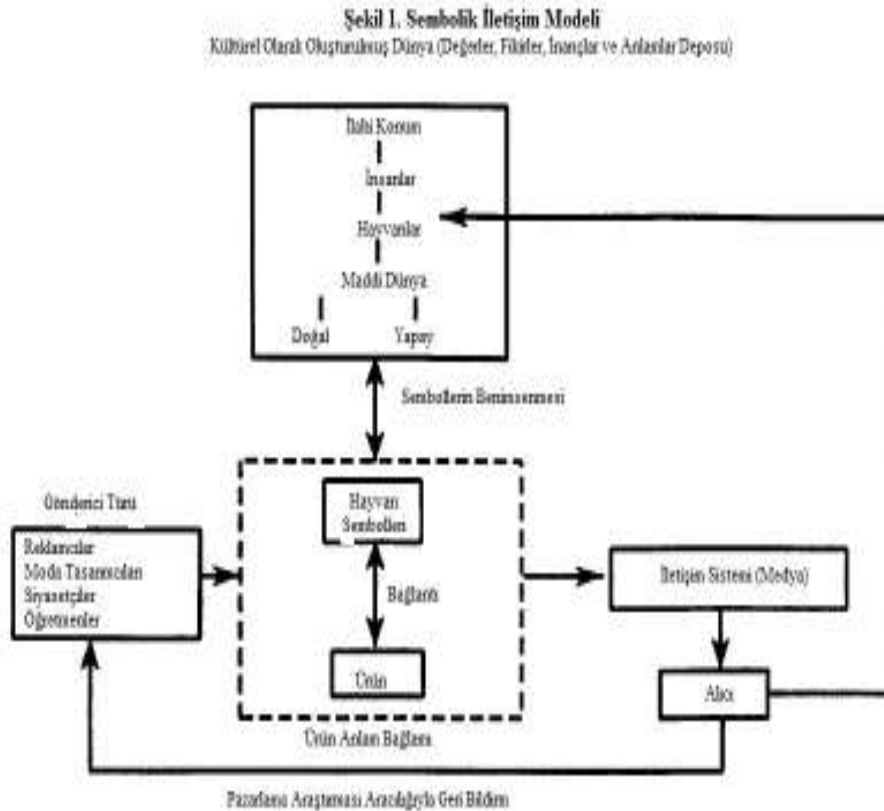 Şekil 1. Sembolik İletişim Modeli
Kültürel Olarak Oluşturulmuş Dünya (Değerler, Fikirler, İnançlar ve Anlamlar Deposu)
İlahi Konum
İnsanlar
Hayvanlar
Maddi Dünya
Doğal Yapay
Sembollerin Benimsenmesi
Gönderici Türü
Reklamcılar
Moda Tasarımcıları
Siyasetçiler
Öğretmenler
Hayvan
Sembolleri
Bağlantı
Ürün
Ürün Anlam Bağlamı
İletişim Sistemi (Medya)
Alıcı
Pazarlama Araştırması Aracılığıyla Geri Bildirim